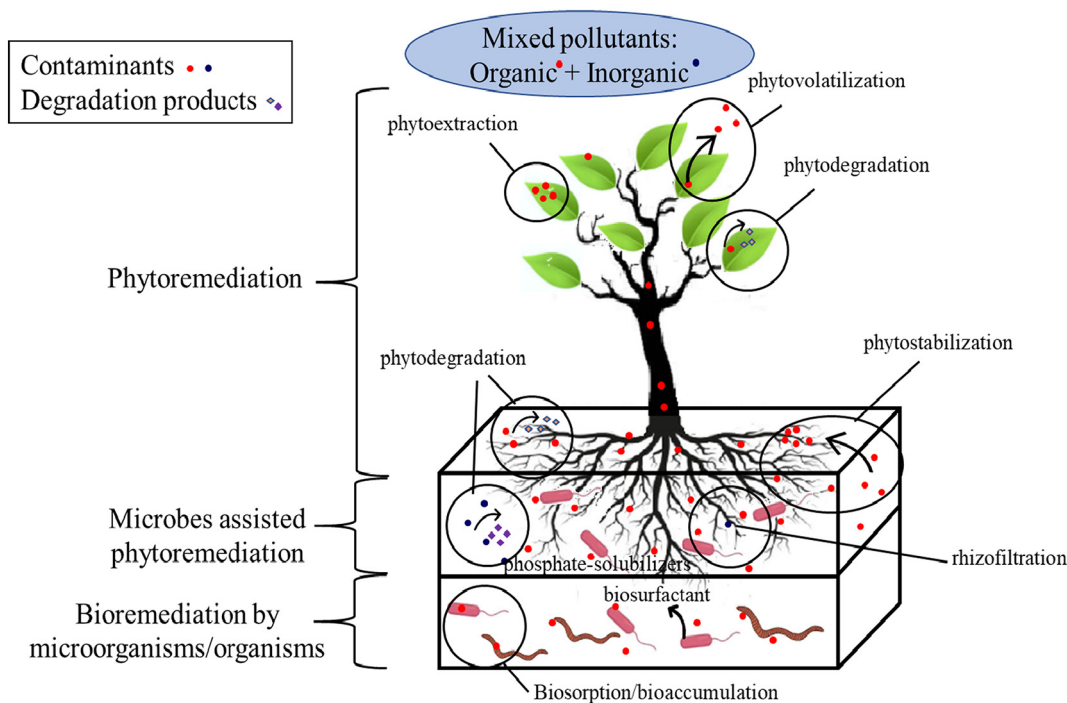 Mixed pollutants:
Organic + Inorganic
Contaminants
Degradation products
phytovolatilization
phytoextraction
phytodegradation
Phytoremediation
phytostabilization
phytodegradation
Microbes assisted
phytoremediation
rhizofiltration
phosphate-solubilizers
biosurfactant
Bioremediation by
microorganisms/organisms
Biosorption/bioaccumulation